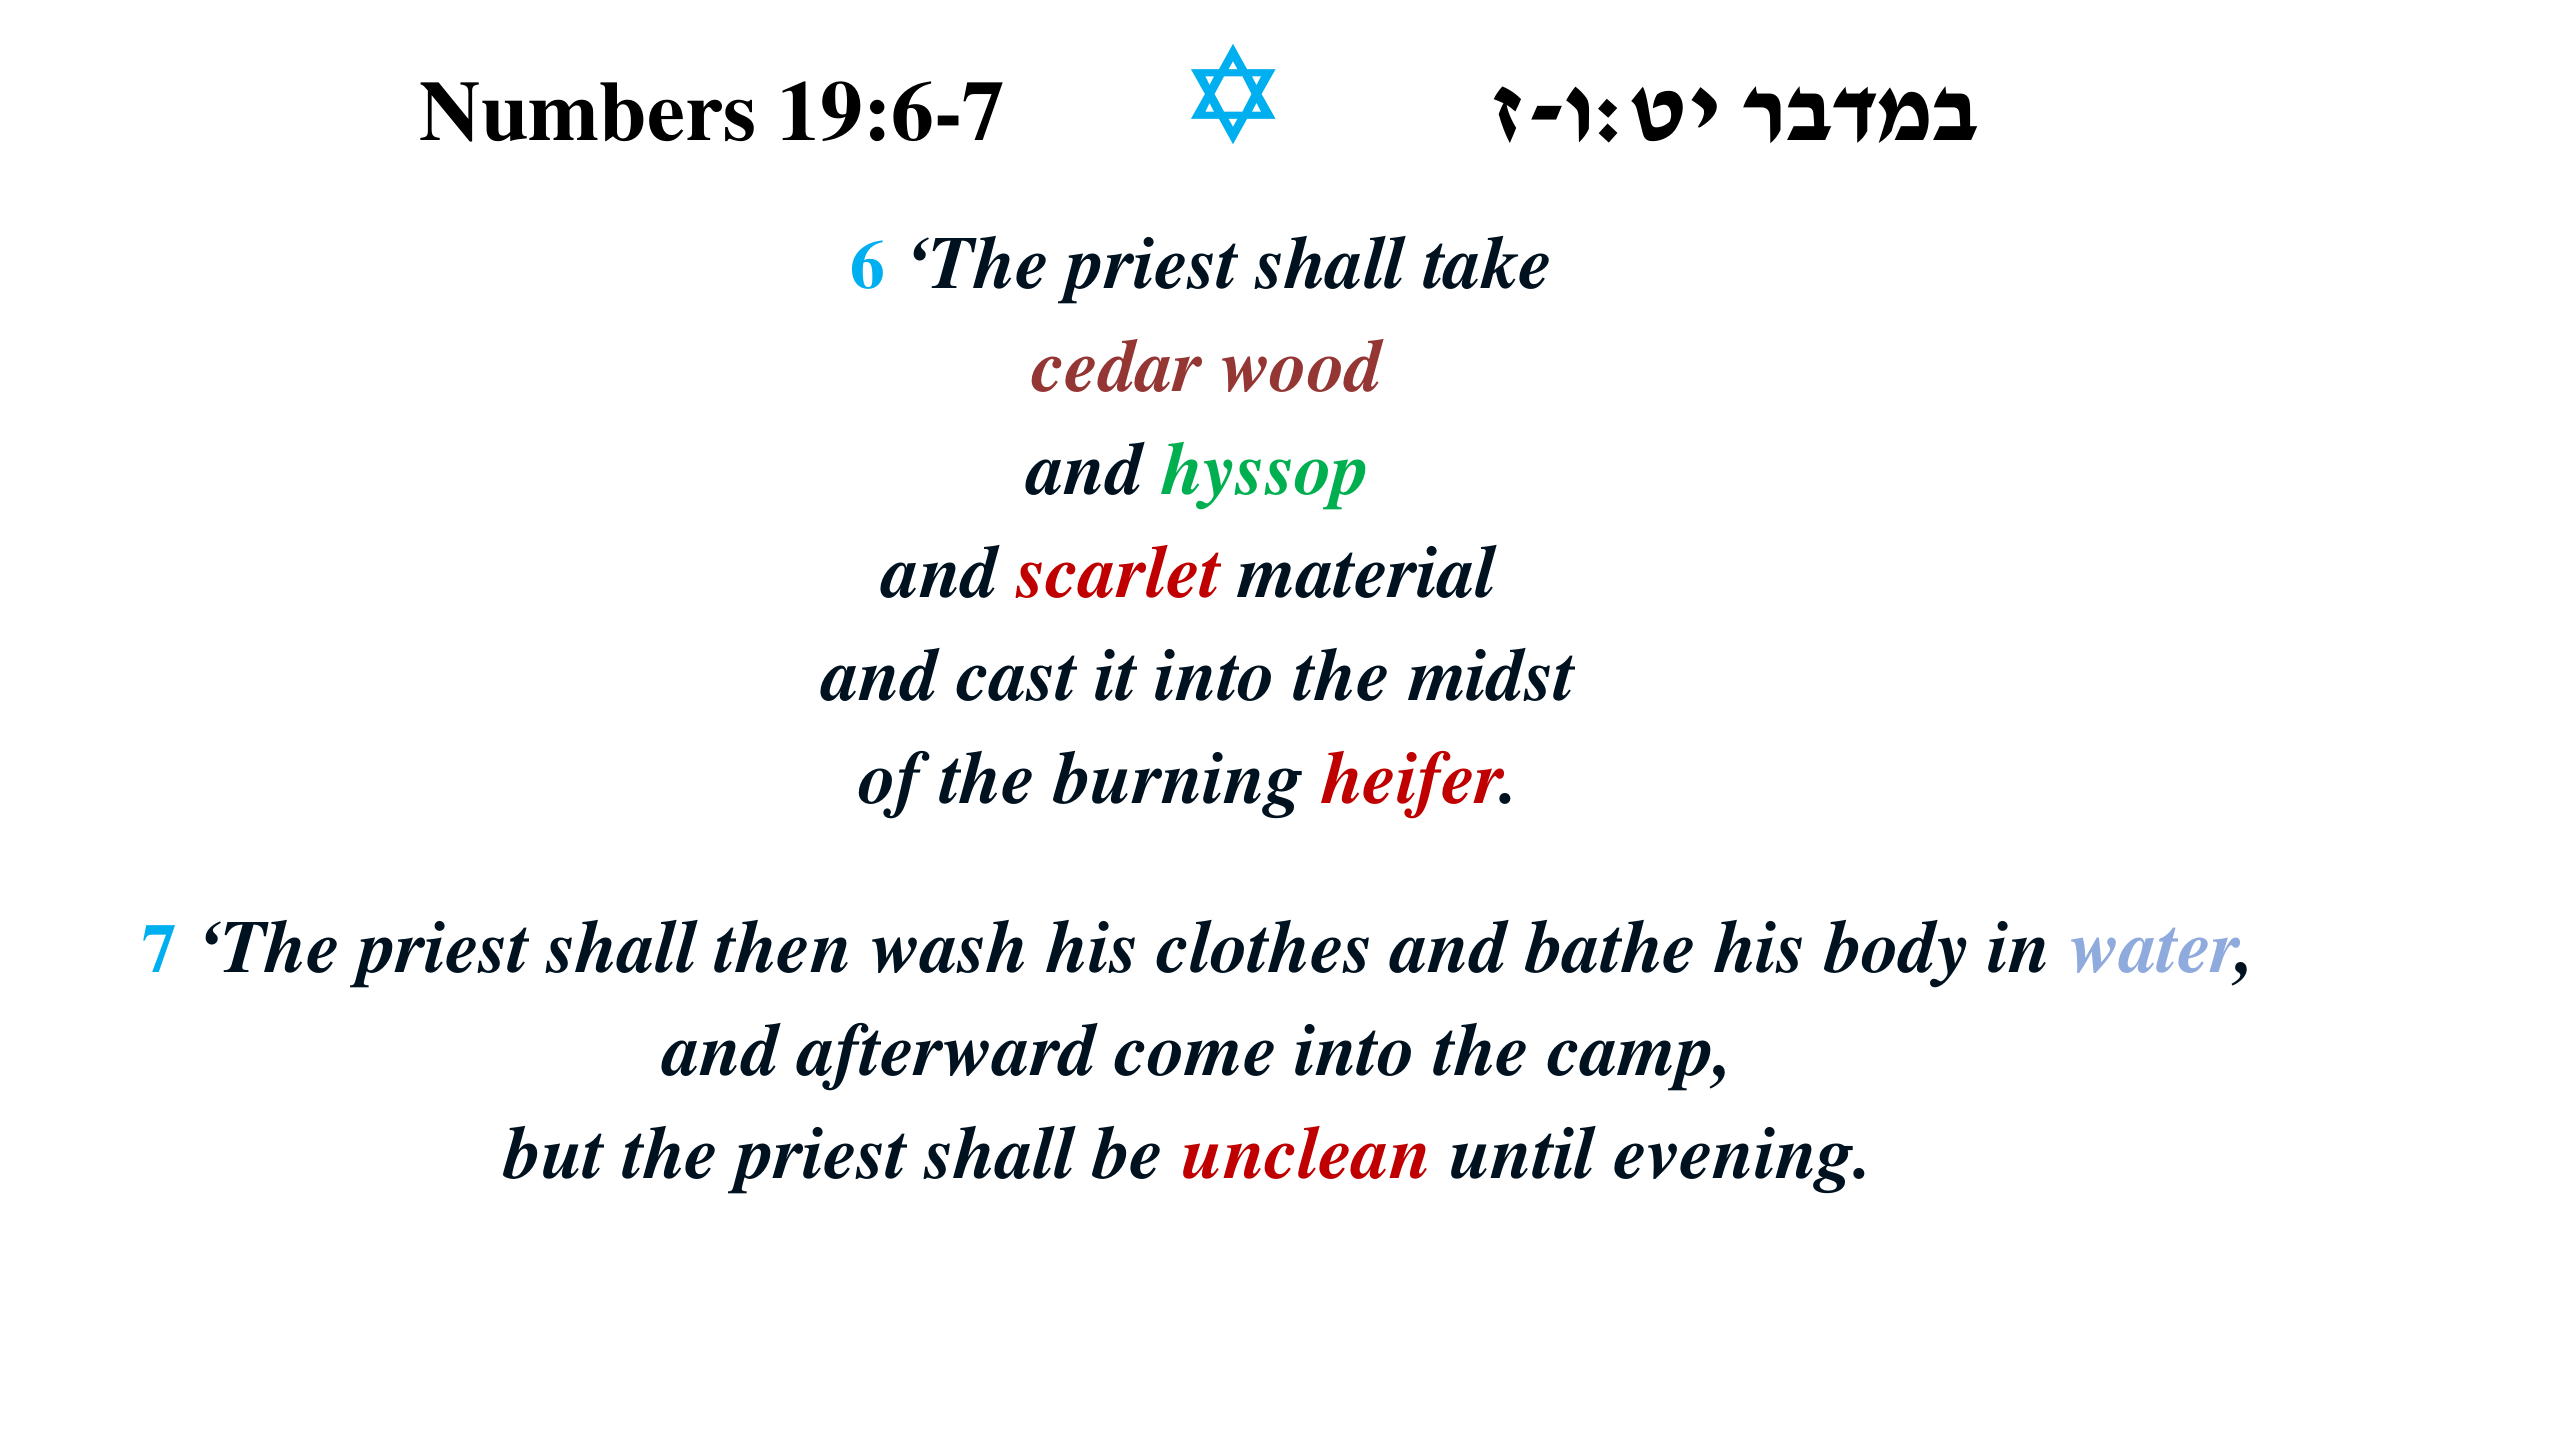 Numbers 19:6-7 ✡ במדבר יט:ו-ז
6 ‘The priest shall take
cedar wood
and hyssop
and scarlet material
and cast it into the midst
of the burning heifer.
7 ‘The priest shall then wash his clothes and bathe his body in water,
and afterward come into the camp,
but the priest shall be unclean until evening.